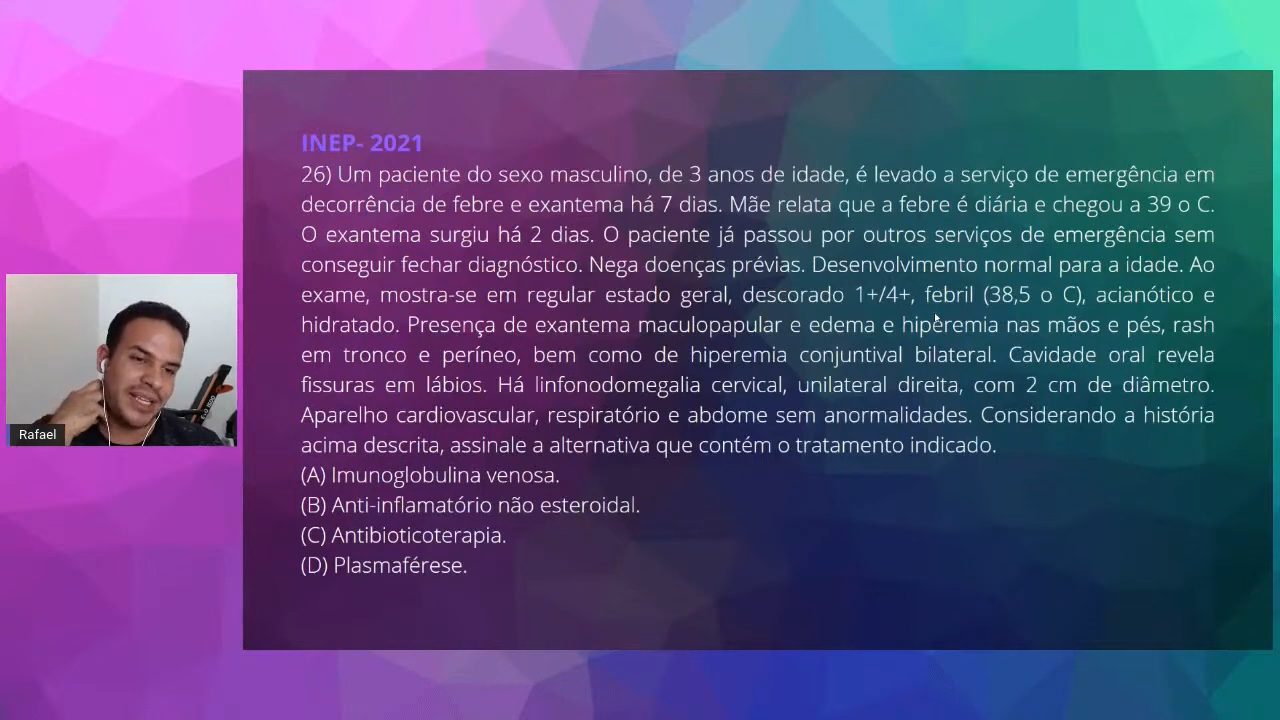 INEP- 2021
26) Um paciente do sexo masculino, de 3 anos de idade, é levado a serviço de emergência em
decorrência de febre e exantema há 7 dias. Mãe relata que a febre é diária e chegou a 39 o C.
O exantema surgiu há 2 dias. O paciente já passou por outros serviços de emergência sem
conseguir fechar diagnóstico. Nega doenças prévias. Desenvolvimento normal para a idade. Ao
exame, mostra-se em regular estado geral, descorado 1+/4+, febril (38,5 o C), acianótico e
hidratado. Presença de exantema maculopapular e edema e hiperemia nas mãos e pés, rash
em tronco e períneo, bem como de hiperemia conjuntival bilateral. Cavidade oral revela
fissuras em lábios. Há linfonodomegalia cervical, unilateral direita, com 2 cm de diâmetro.
Aparelho cardiovascular, respiratório e abdome sem anormalidades. Considerando a história
acima descrita, assinale a alternativa que contém o tratamento indicado.
(A) Imunoglobulina venosa.
(B) Anti-inflamatório não esteroidal.
(C) Antibioticoterapia.
(D) Plasmaférese.
Rafael